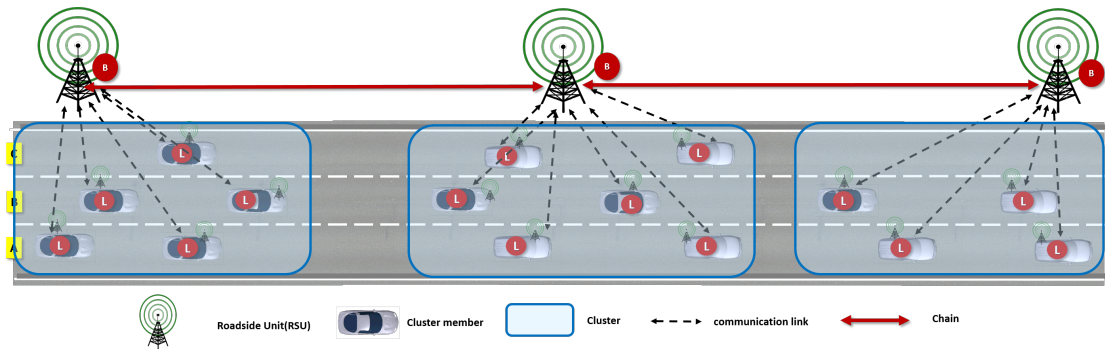 B
B
B
C
L
L
L
B
L
L
L
L
L
L
L
A
L
L
L
L
L
L
Roadside Unit(RSU)
Cluster member
Cluster
communication link
Chain